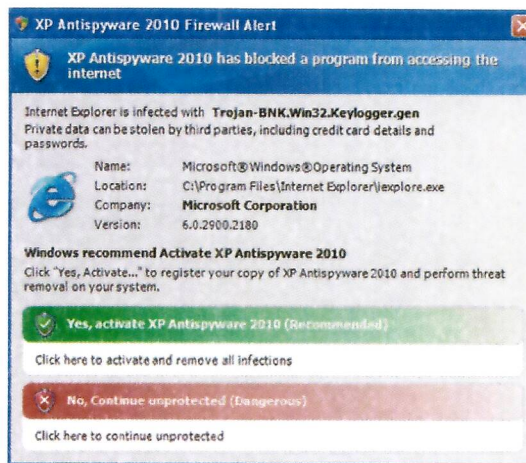 XP Antispyware 2010 Firewall Alert
XP Antispyware 2010 has blocked a program from accessing the
internet
Internet Explorer is infected with Trojan-BNK.Win32.Keylogger.gen
Private data can be stolen by third parties, including credit card details and
passwords.
Name: Microsoft®Windows®Operating System
Location: C:\Program Files\Internet Explorer\iexplore.exe
Company: Microsoft Corporation
Version: 6.0.2900.2180
Windows recommend Activate XP Antispyware 2010
Click "Yes, Activate..." to register your copy of XP Antispyware 2010 and perform threat
removal on your system.
Yes, activate XP Antispyware 2010 (Recommended)
Click here to activate and remove all infections
No, Continue unprotected (Dangerous)
Click here to continue unprotected